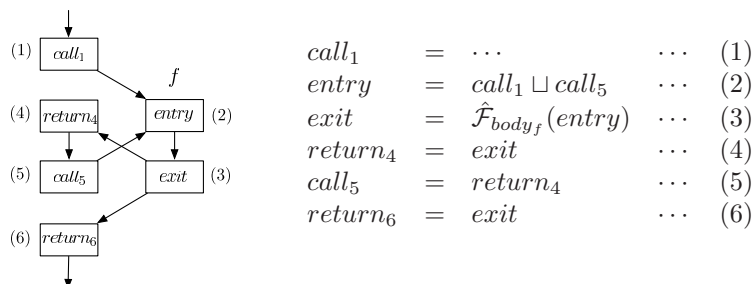 (1) call₁
f
(4) return₄ entry (2)
(5) call₅ exit (3)
(6) return₆
call₁ = ⋯ ⋯ (1)
entry = call₁ ⊔ call₅ ⋯ (2)
exit = 𝓕̂_{body_f}(entry) ⋯ (3)
return₄ = exit ⋯ (4)
call₅ = return₄ ⋯ (5)
return₆ = exit ⋯ (6)